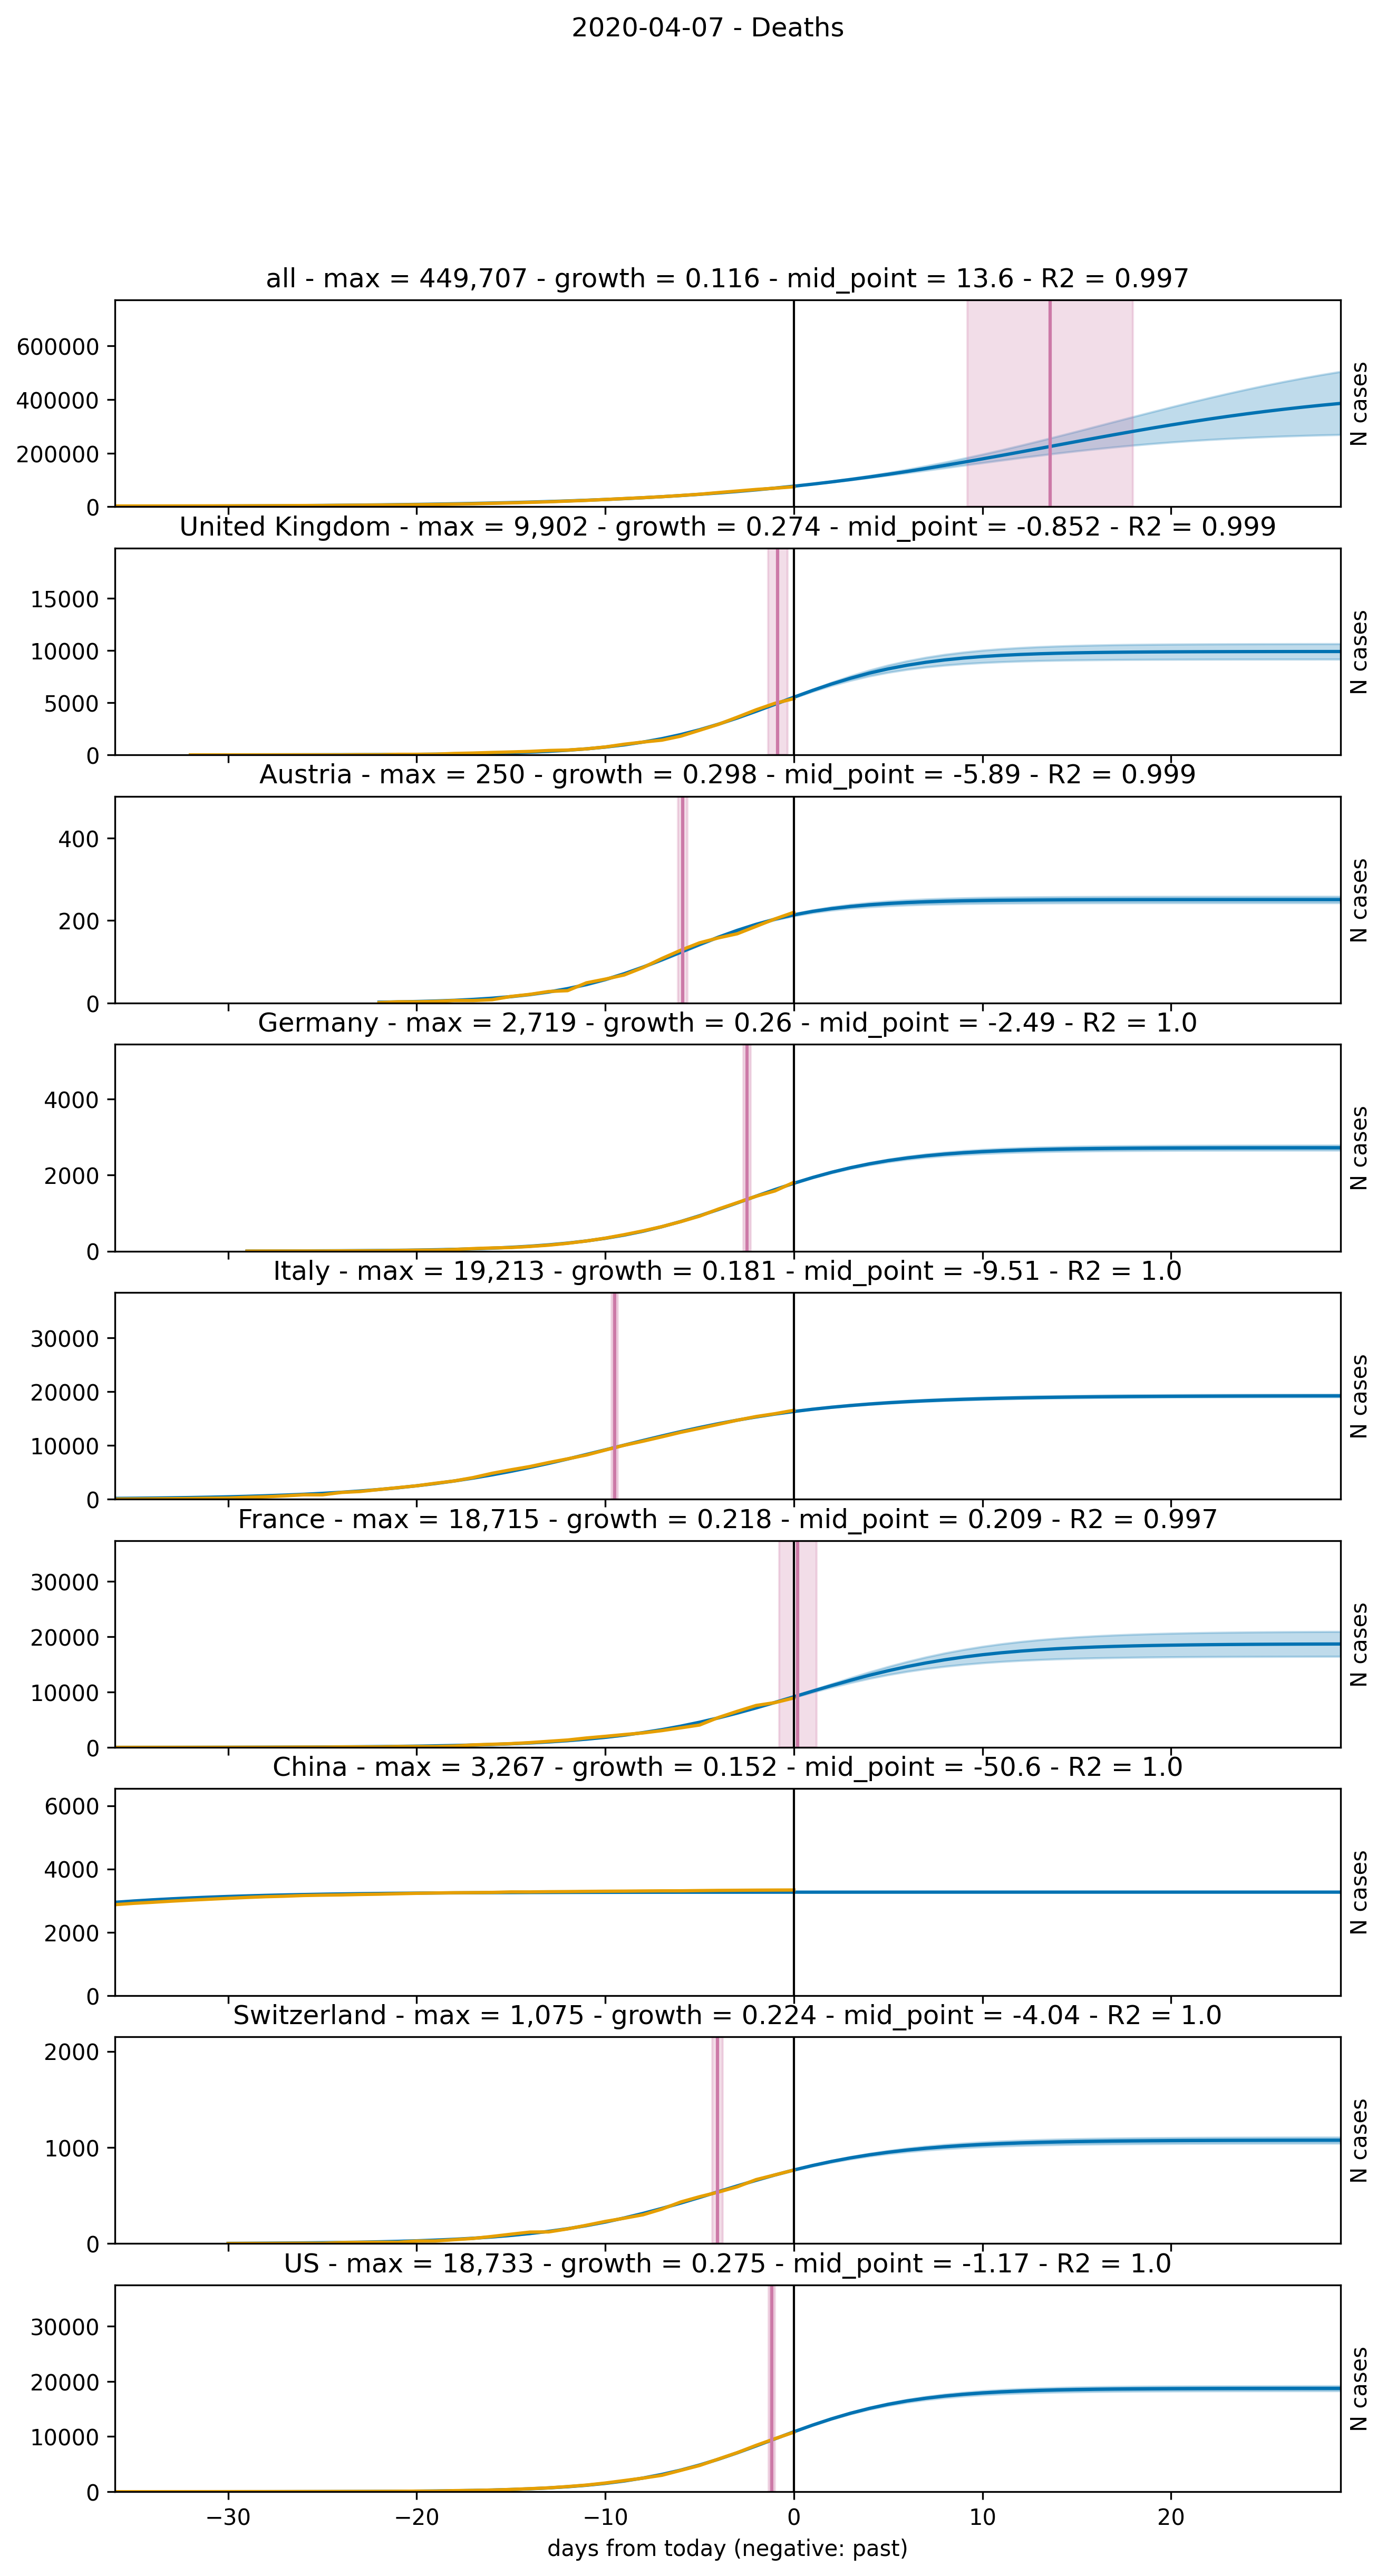 2020-04-07 - Deaths
all - max = 449,707 - growth = 0.116 - mid_point = 13.6 - R2 = 0.997
600000
400000
200000
0
N cases
United Kingdom - max = 9,902 - growth = 0.274 - mid_point = -0.852 - R2 = 0.999
15000
10000
5000
0
N cases
Austria - max = 250 - growth = 0.298 - mid_point = -5.89 - R2 = 0.999
400
200
0
N cases
Germany - max = 2,719 - growth = 0.26 - mid_point = -2.49 - R2 = 1.0
4000
2000
0
N cases
Italy - max = 19,213 - growth = 0.181 - mid_point = -9.51 - R2 = 1.0
30000
20000
10000
0
N cases
France - max = 18,715 - growth = 0.218 - mid_point = 0.209 - R2 = 0.997
30000
20000
10000
0
N cases
China - max = 3,267 - growth = 0.152 - mid_point = -50.6 - R2 = 1.0
6000
4000
2000
0
N cases
Switzerland - max = 1,075 - growth = 0.224 - mid_point = -4.04 - R2 = 1.0
2000
1000
0
N cases
US - max = 18,733 - growth = 0.275 - mid_point = -1.17 - R2 = 1.0
30000
20000
10000
0
N cases
−30 −20 −10 0 10 20
days from today (negative: past)